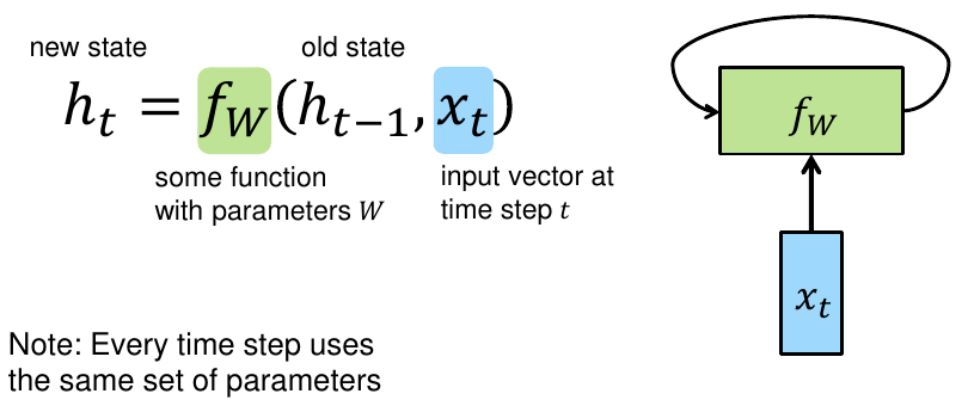 new state
old state
h_t = f_W(h_{t-1}, x_t)
some function
with parameters W
input vector at
time step t
f_W
x_t
Note: Every time step uses
the same set of parameters